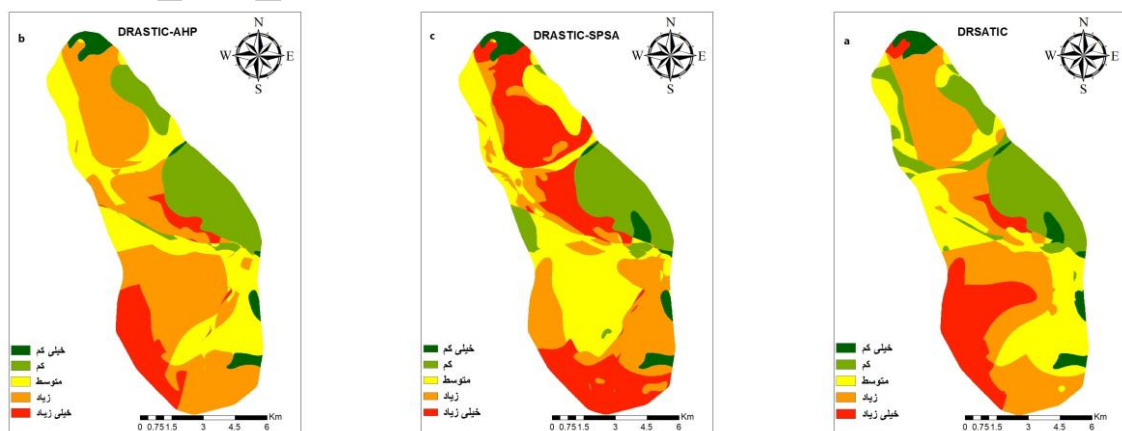 b
DRASTIC-AHP
N
W E
S
خیلی کم
کم
متوسط
زیاد
خیلی زیاد
Km
0 0.75 1.5 3 4.5 6
c
DRASTIC-SPSA
N
W E
S
خیلی کم
کم
متوسط
زیاد
خیلی زیاد
Km
0 0.75 1.5 3 4.5 6
a
DRSATIC
N
W E
S
خیلی کم
کم
متوسط
زیاد
خیلی زیاد
Km
0 0.75 1.5 3 4.5 6